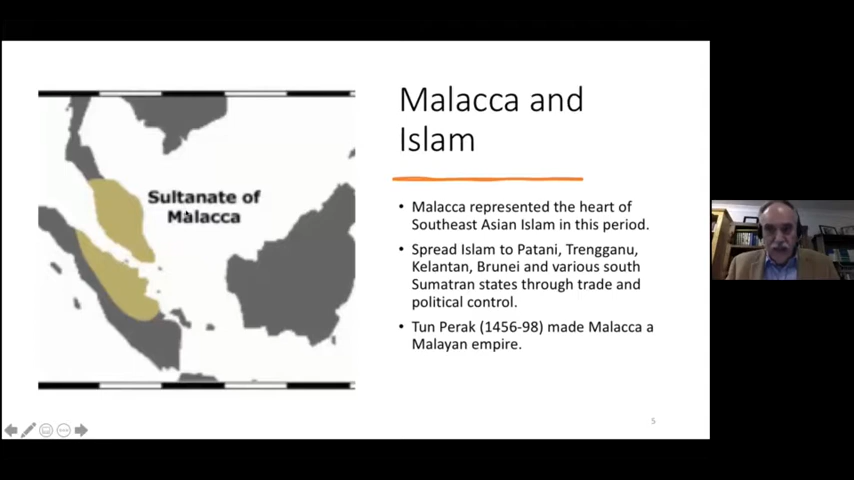 Malacca and
Islam
Sultanate of
Malacca
• Malacca represented the heart of
Southeast Asian Islam in this period.
• Spread Islam to Patani, Trengganu,
Kelantan, Brunei and various south
Sumatran states through trade and
political control.
• Tun Perak (1456-98) made Malacca a
Malayan empire.
5